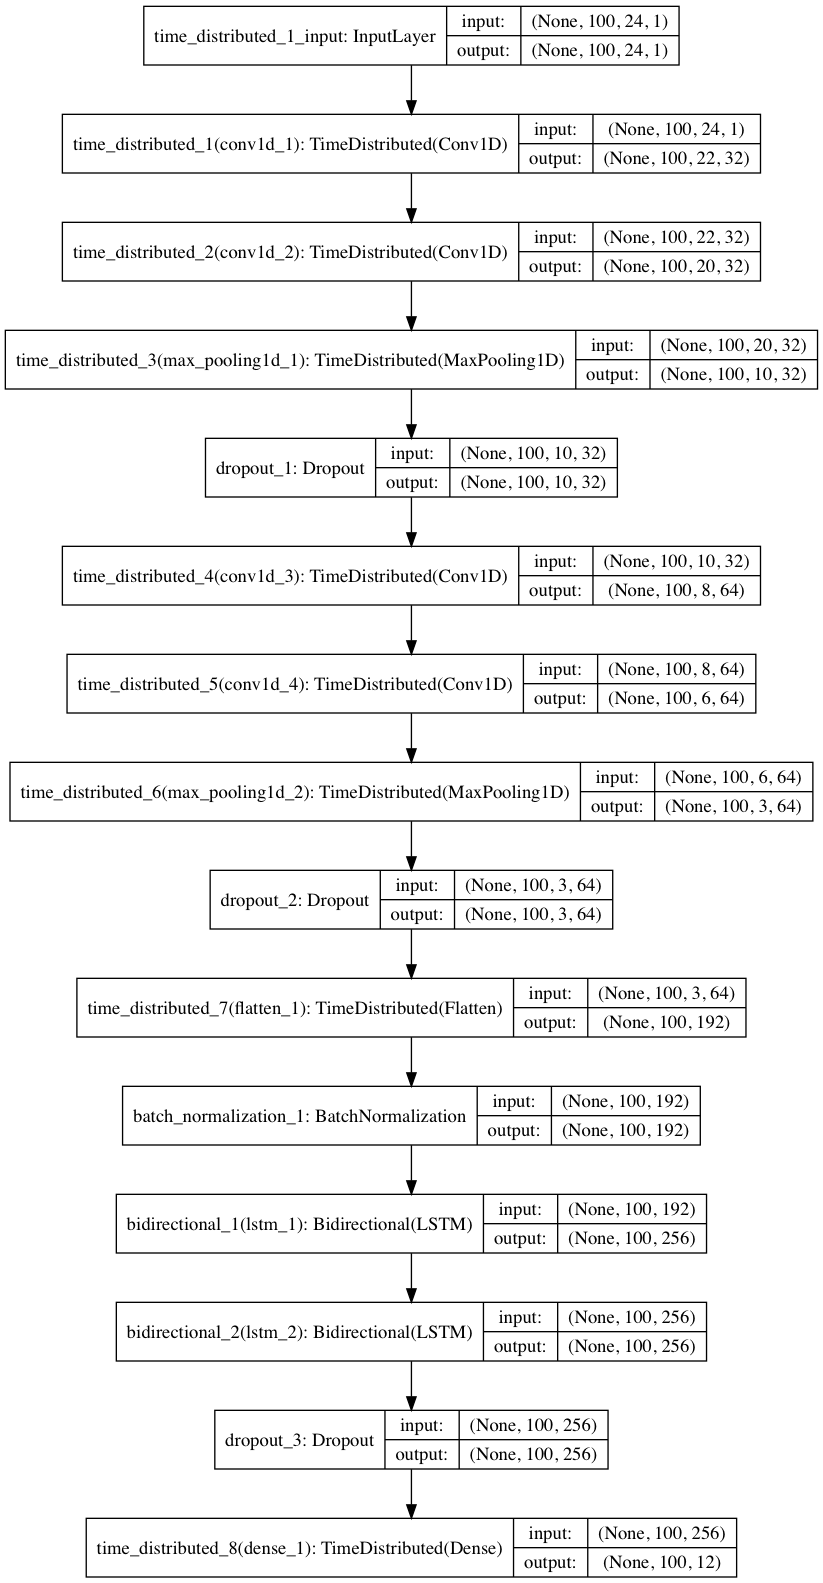 time_distributed_1_input: InputLayer
input: (None, 100, 24, 1)
output: (None, 100, 24, 1)
time_distributed_1(conv1d_1): TimeDistributed(Conv1D)
input: (None, 100, 24, 1)
output: (None, 100, 22, 32)
time_distributed_2(conv1d_2): TimeDistributed(Conv1D)
input: (None, 100, 22, 32)
output: (None, 100, 20, 32)
time_distributed_3(max_pooling1d_1): TimeDistributed(MaxPooling1D)
input: (None, 100, 20, 32)
output: (None, 100, 10, 32)
dropout_1: Dropout
input: (None, 100, 10, 32)
output: (None, 100, 10, 32)
time_distributed_4(conv1d_3): TimeDistributed(Conv1D)
input: (None, 100, 10, 32)
output: (None, 100, 8, 64)
time_distributed_5(conv1d_4): TimeDistributed(Conv1D)
input: (None, 100, 8, 64)
output: (None, 100, 6, 64)
time_distributed_6(max_pooling1d_2): TimeDistributed(MaxPooling1D)
input: (None, 100, 6, 64)
output: (None, 100, 3, 64)
dropout_2: Dropout
input: (None, 100, 3, 64)
output: (None, 100, 3, 64)
time_distributed_7(flatten_1): TimeDistributed(Flatten)
input: (None, 100, 3, 64)
output: (None, 100, 192)
batch_normalization_1: BatchNormalization
input: (None, 100, 192)
output: (None, 100, 192)
bidirectional_1(lstm_1): Bidirectional(LSTM)
input: (None, 100, 192)
output: (None, 100, 256)
bidirectional_2(lstm_2): Bidirectional(LSTM)
input: (None, 100, 256)
output: (None, 100, 256)
dropout_3: Dropout
input: (None, 100, 256)
output: (None, 100, 256)
time_distributed_8(dense_1): TimeDistributed(Dense)
input: (None, 100, 256)
output: (None, 100, 12)